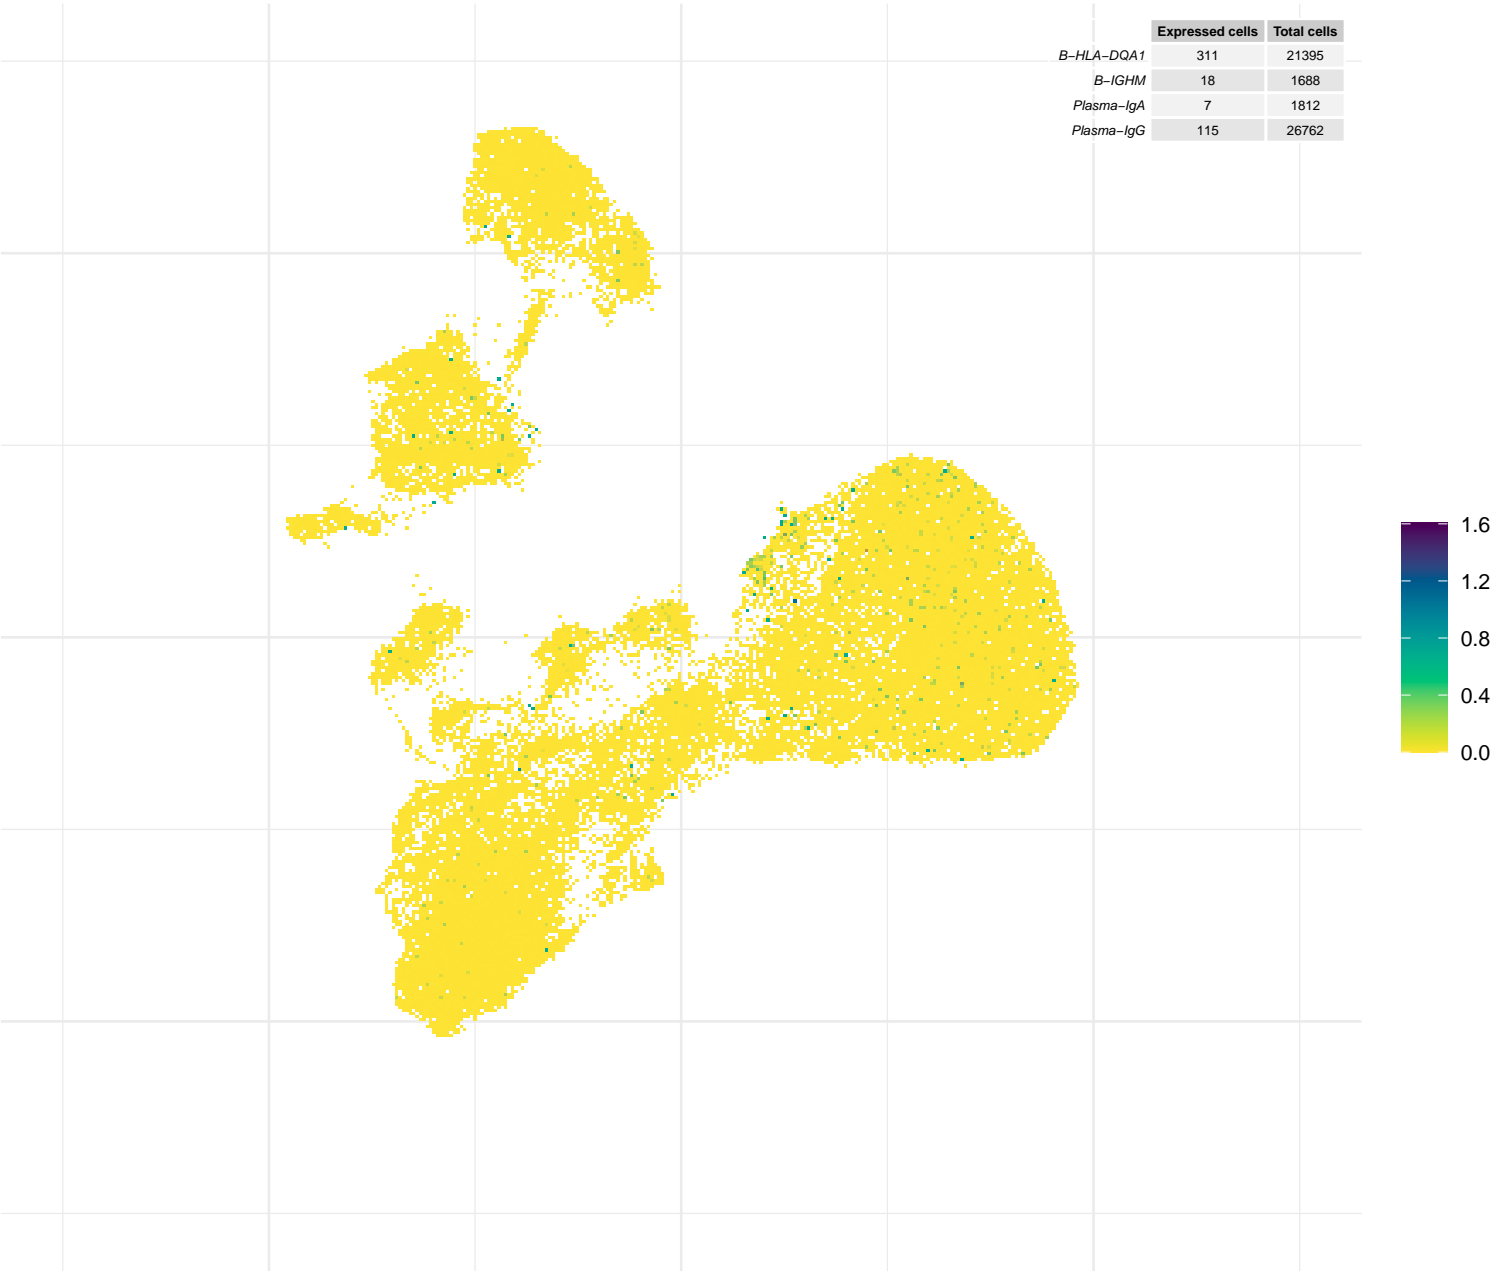 Expressed cells Total cells
B−HLA−DQA1 311 21395
B−IGHM 18 1688
Plasma−IgA 7 1812
Plasma−IgG 115 26762
1.6
1.2
0.8
0.4
0.0